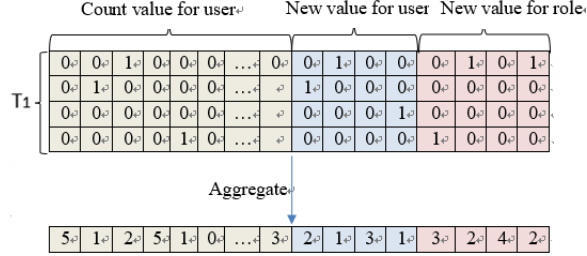 Count value for user New value for user New value for role
0 0 1 0 0 0 ... 0 0 1 0 0 0 1 0 1
T1 0 1 0 0 0 0 ... 1 0 0 0 0 0 0 0
0 0 0 0 0 0 ... 0 0 0 1 0 0 0 0
0 0 0 0 1 0 ... 0 0 0 0 1 0 0 0
Aggregate
5 1 2 5 1 0 ... 3 2 1 3 1 3 2 4 2